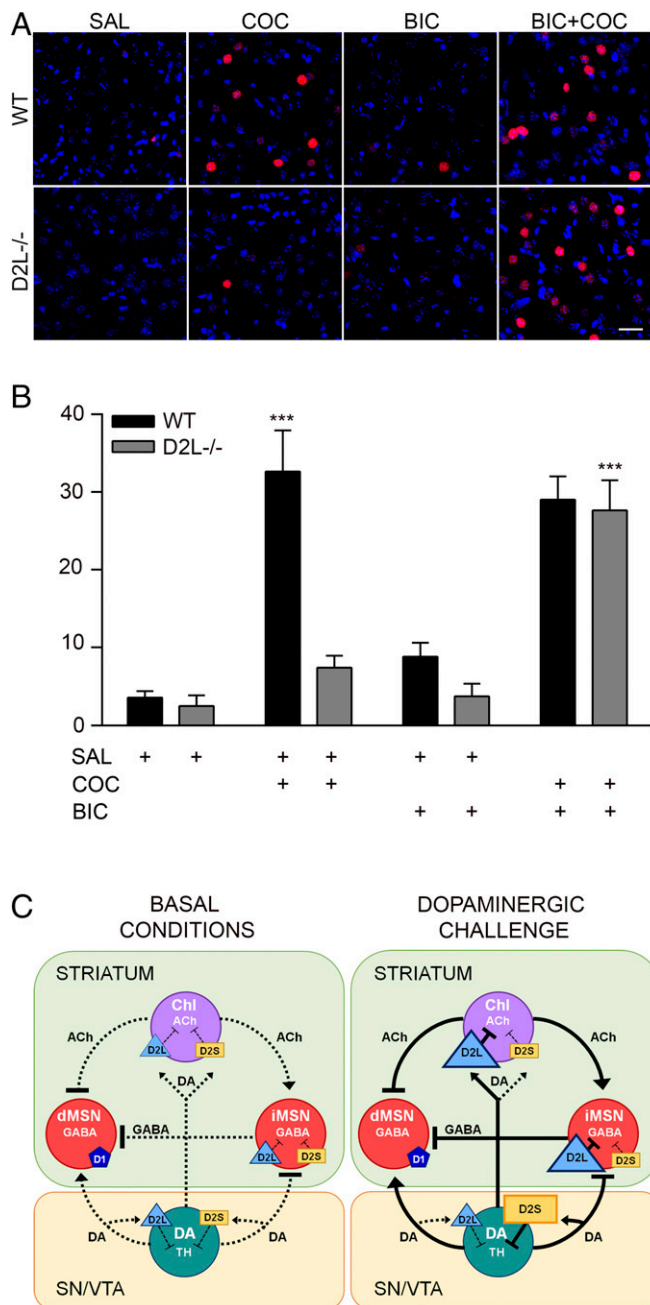 A
SAL COC BIC BIC+COC
WT
D2L-/-
B
40
30
20
10
0
WT
D2L-/-
***
***
SAL + + + + + +
COC + + + +
BIC + + + +
C
BASAL CONDITIONS
DOPAMINERGIC CHALLENGE
STRIATUM
ChI
ACh
D2L
D2S
ACh
ACh
DA
dMSN
GABA
D1
GABA
iMSN
GABA
D2L
D2S
DA
D2L
D2S
DA
DA
TH
SN/VTA
STRIATUM
ChI
ACh
D2L
D2S
ACh
ACh
DA
dMSN
GABA
D1
GABA
iMSN
GABA
D2L
D2S
DA
D2L
D2S
DA
DA
TH
SN/VTA